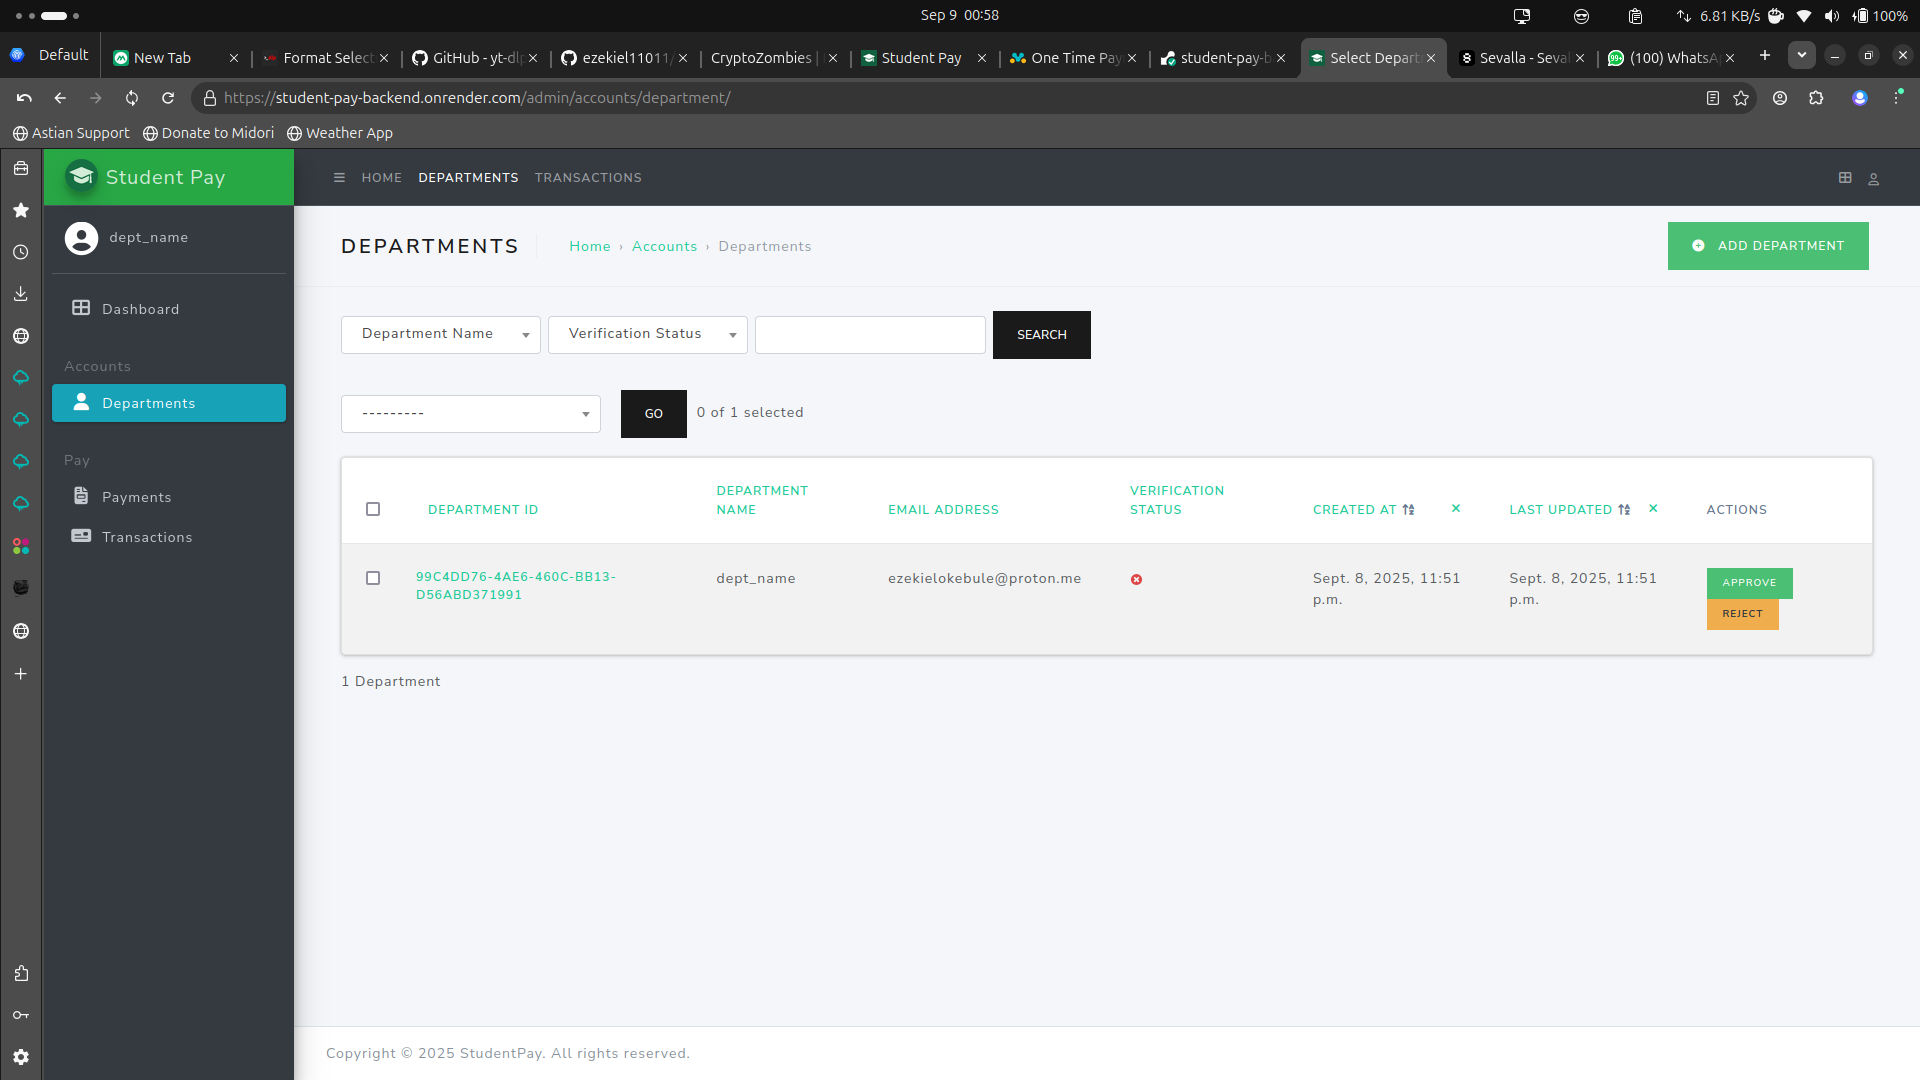 Sep 9 00:58
6.81 KB/s
100%
Default
New Tab
Format Select
GitHub - yt-dlp
ezekiel11011/
CryptoZombies |
Student Pay
One Time Pay
student-pay-b
Select Depart
Sevalla - Seval
(100) WhatsAp
https://student-pay-backend.onrender.com/admin/accounts/department/
Astian Support
Donate to Midori
Weather App
Student Pay
HOME
DEPARTMENTS
TRANSACTIONS
dept_name
Dashboard
Accounts
Departments
Pay
Payments
Transactions
DEPARTMENTS
Home › Accounts › Departments
ADD DEPARTMENT
Department Name
Verification Status
SEARCH
---------
GO
0 of 1 selected
DEPARTMENT ID
DEPARTMENT NAME
EMAIL ADDRESS
VERIFICATION STATUS
CREATED AT
LAST UPDATED
ACTIONS
99C4DD76-4AE6-460C-BB13-
D56ABD371991
dept_name
ezekielokebule@proton.me
Sept. 8, 2025, 11:51
p.m.
Sept. 8, 2025, 11:51
p.m.
APPROVE
REJECT
1 Department
Copyright © 2025 StudentPay. All rights reserved.